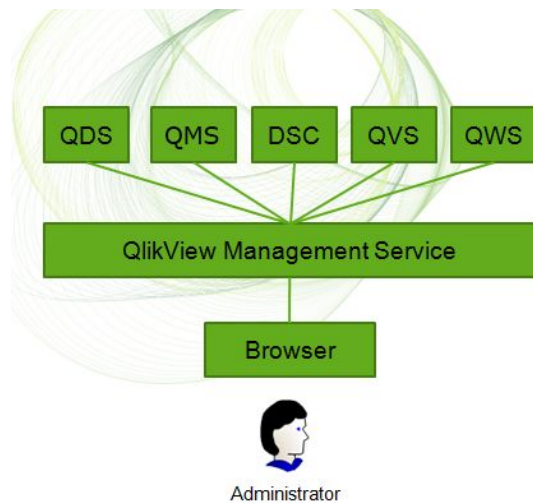 QDS QMS DSC QVS QWS
QlikView Management Service
Browser
Administrator